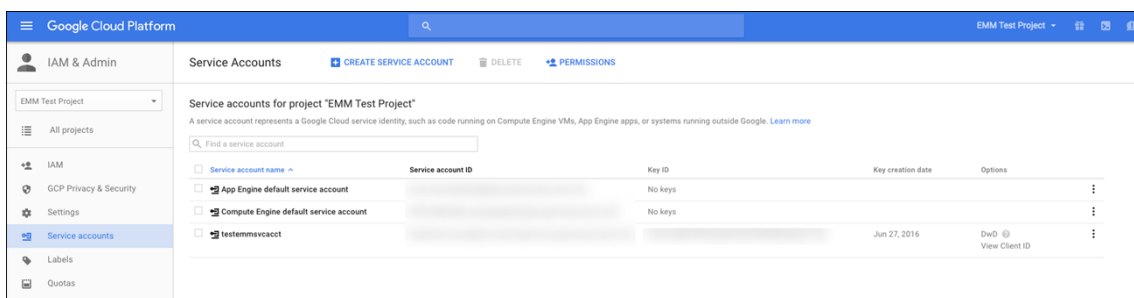 Google Cloud Platform
EMM Test Project
IAM & Admin
Service Accounts
CREATE SERVICE ACCOUNT
DELETE
PERMISSIONS
EMM Test Project
All projects
IAM
GCP Privacy & Security
Settings
Service accounts
Labels
Quotas
Service accounts for project "EMM Test Project"
A service account represents a Google Cloud service identity, such as code running on Compute Engine VMs, App Engine apps, or systems running outside Google. Learn more
Find a service account
Service account name Service account ID Key ID Key creation date Options
App Engine default service account No keys
Compute Engine default service account No keys
testemmsvcacct Jun 27, 2016 DwD
View Client ID